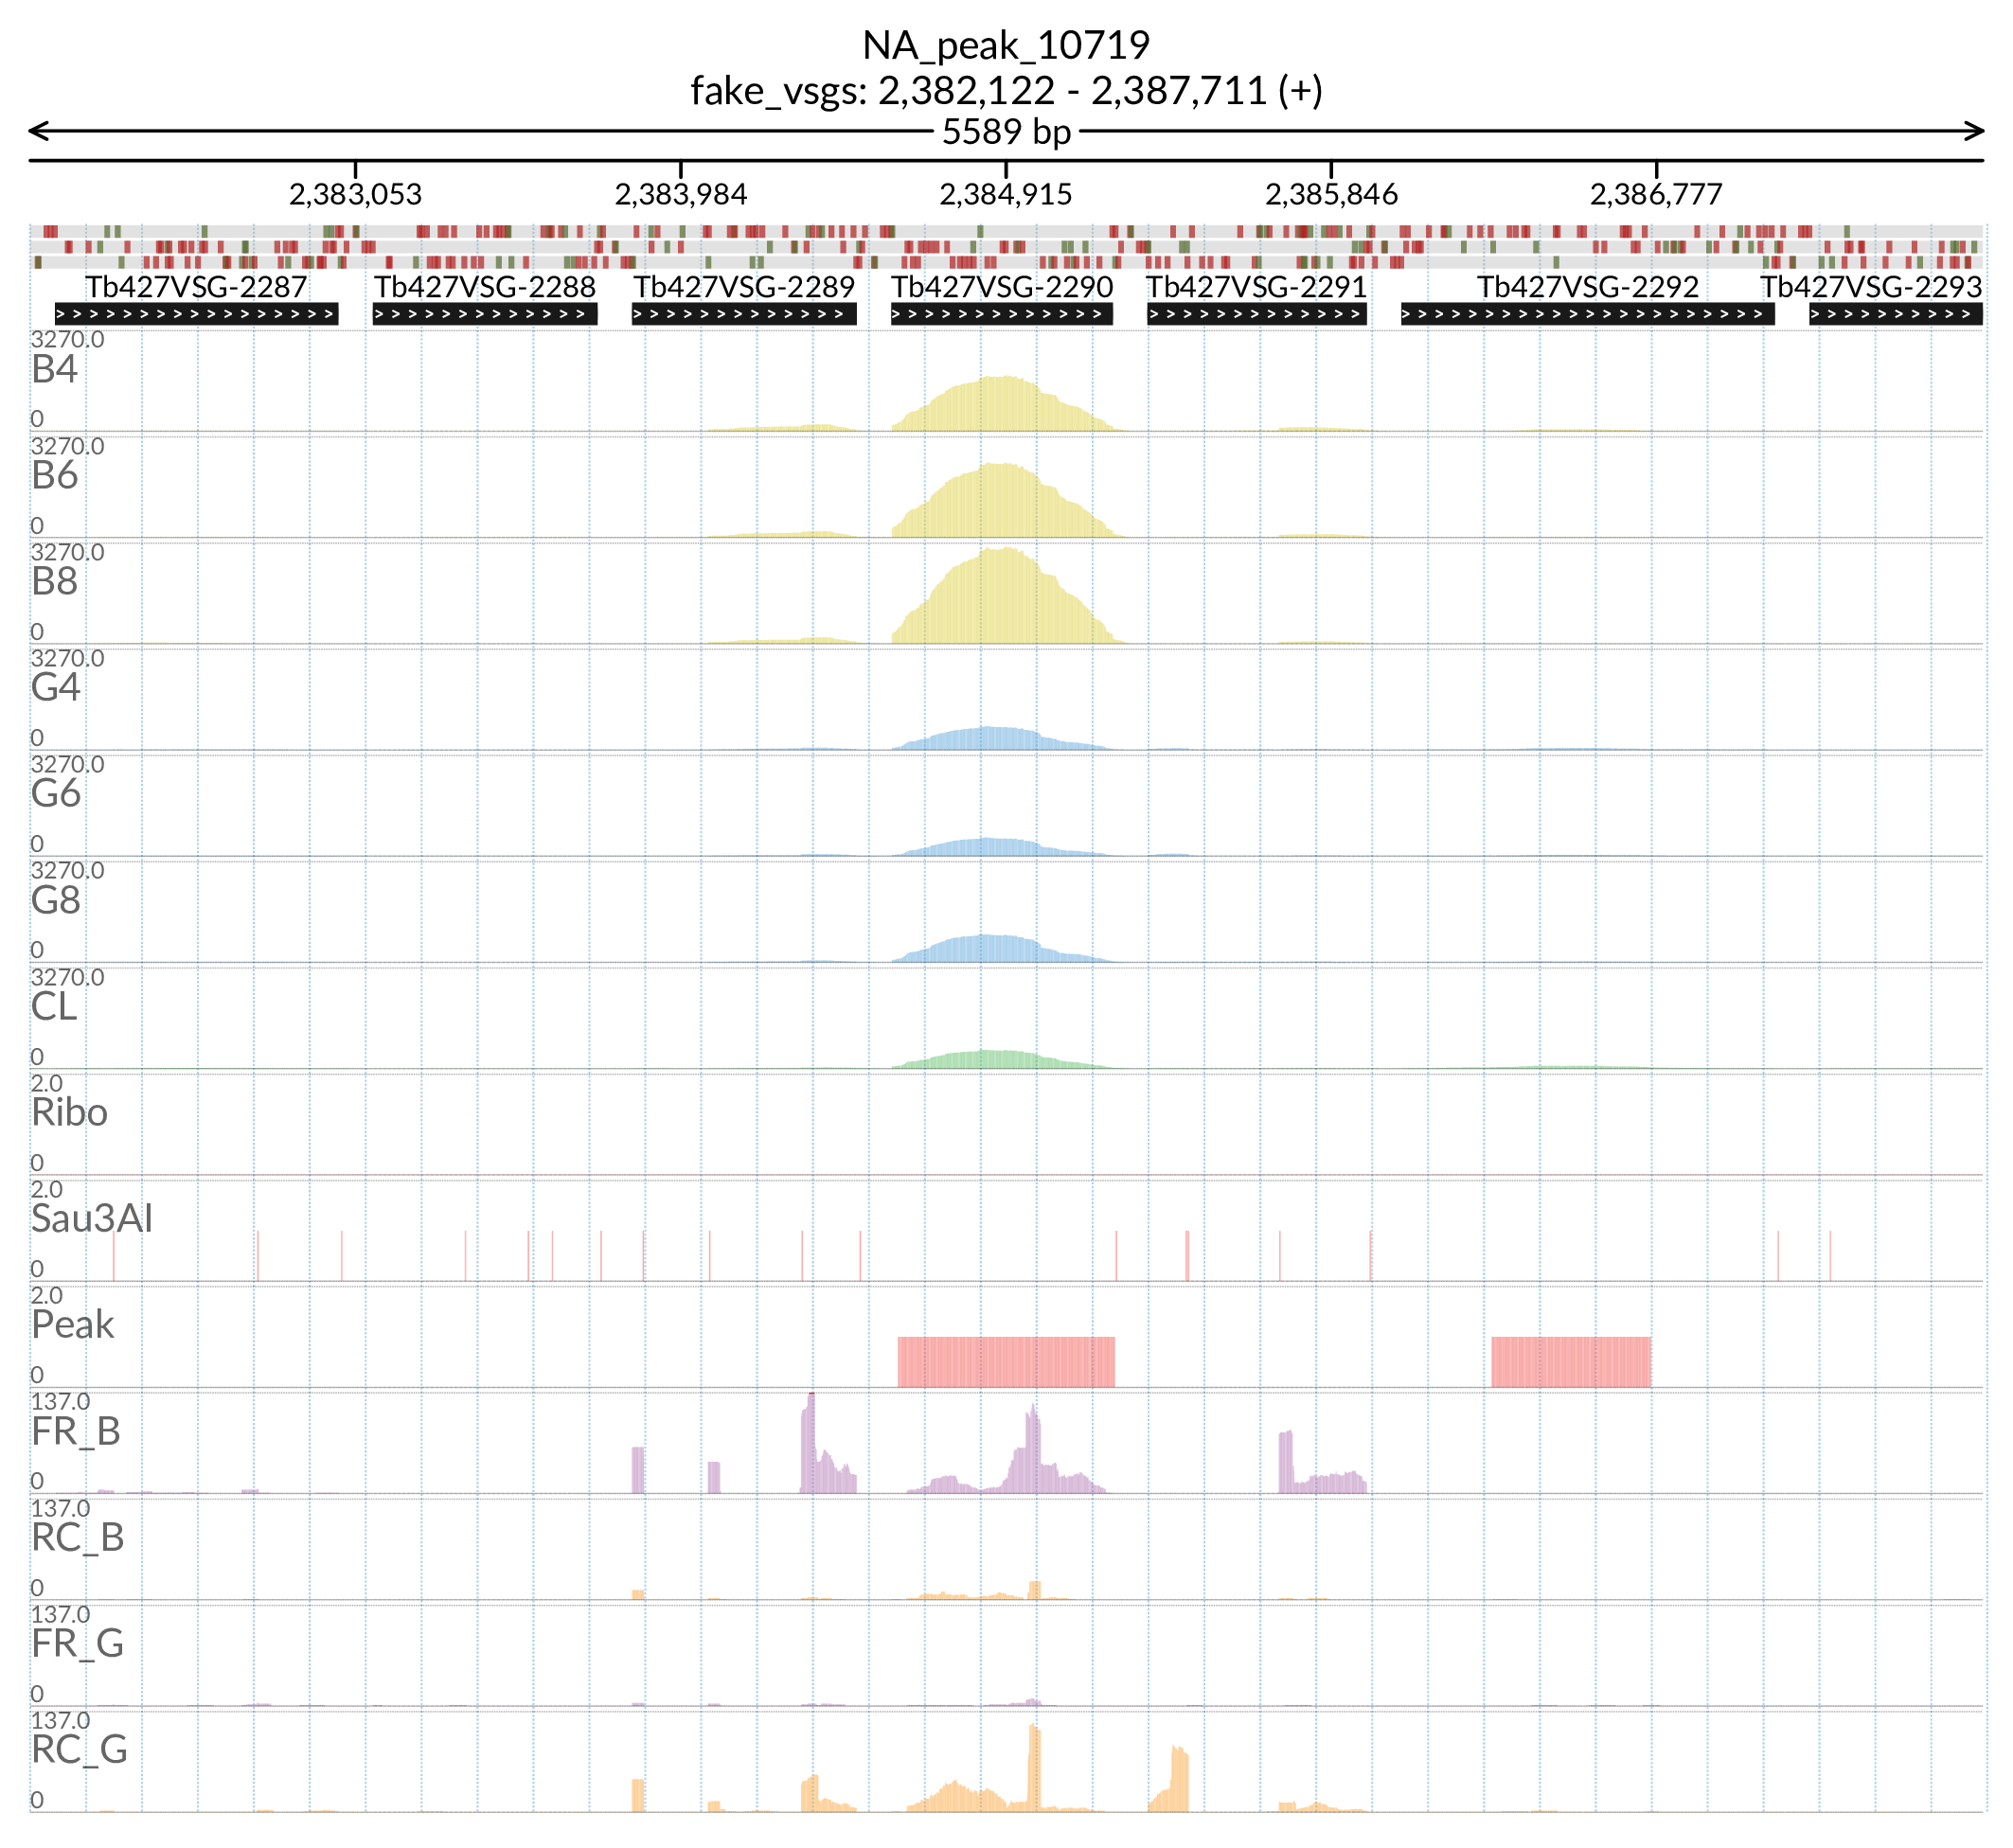 NA_peak_10719
fake_vsgs: 2,382,122 - 2,387,711 (+)
5589 bp
2,383,053 2,383,984 2,384,915 2,385,846 2,386,777
Tb427VSG-2287 Tb427VSG-2288 Tb427VSG-2289 Tb427VSG-2290 Tb427VSG-2291 Tb427VSG-2292 Tb427VSG-2293
3270.0
B4
0
3270.0
B6
0
3270.0
B8
0
3270.0
G4
0
3270.0
G6
0
3270.0
G8
0
3270.0
CL
0
2.0
Ribo
0
2.0
Sau3AI
0
2.0
Peak
0
137.0
FR_B
0
137.0
RC_B
0
137.0
FR_G
0
137.0
RC_G
0